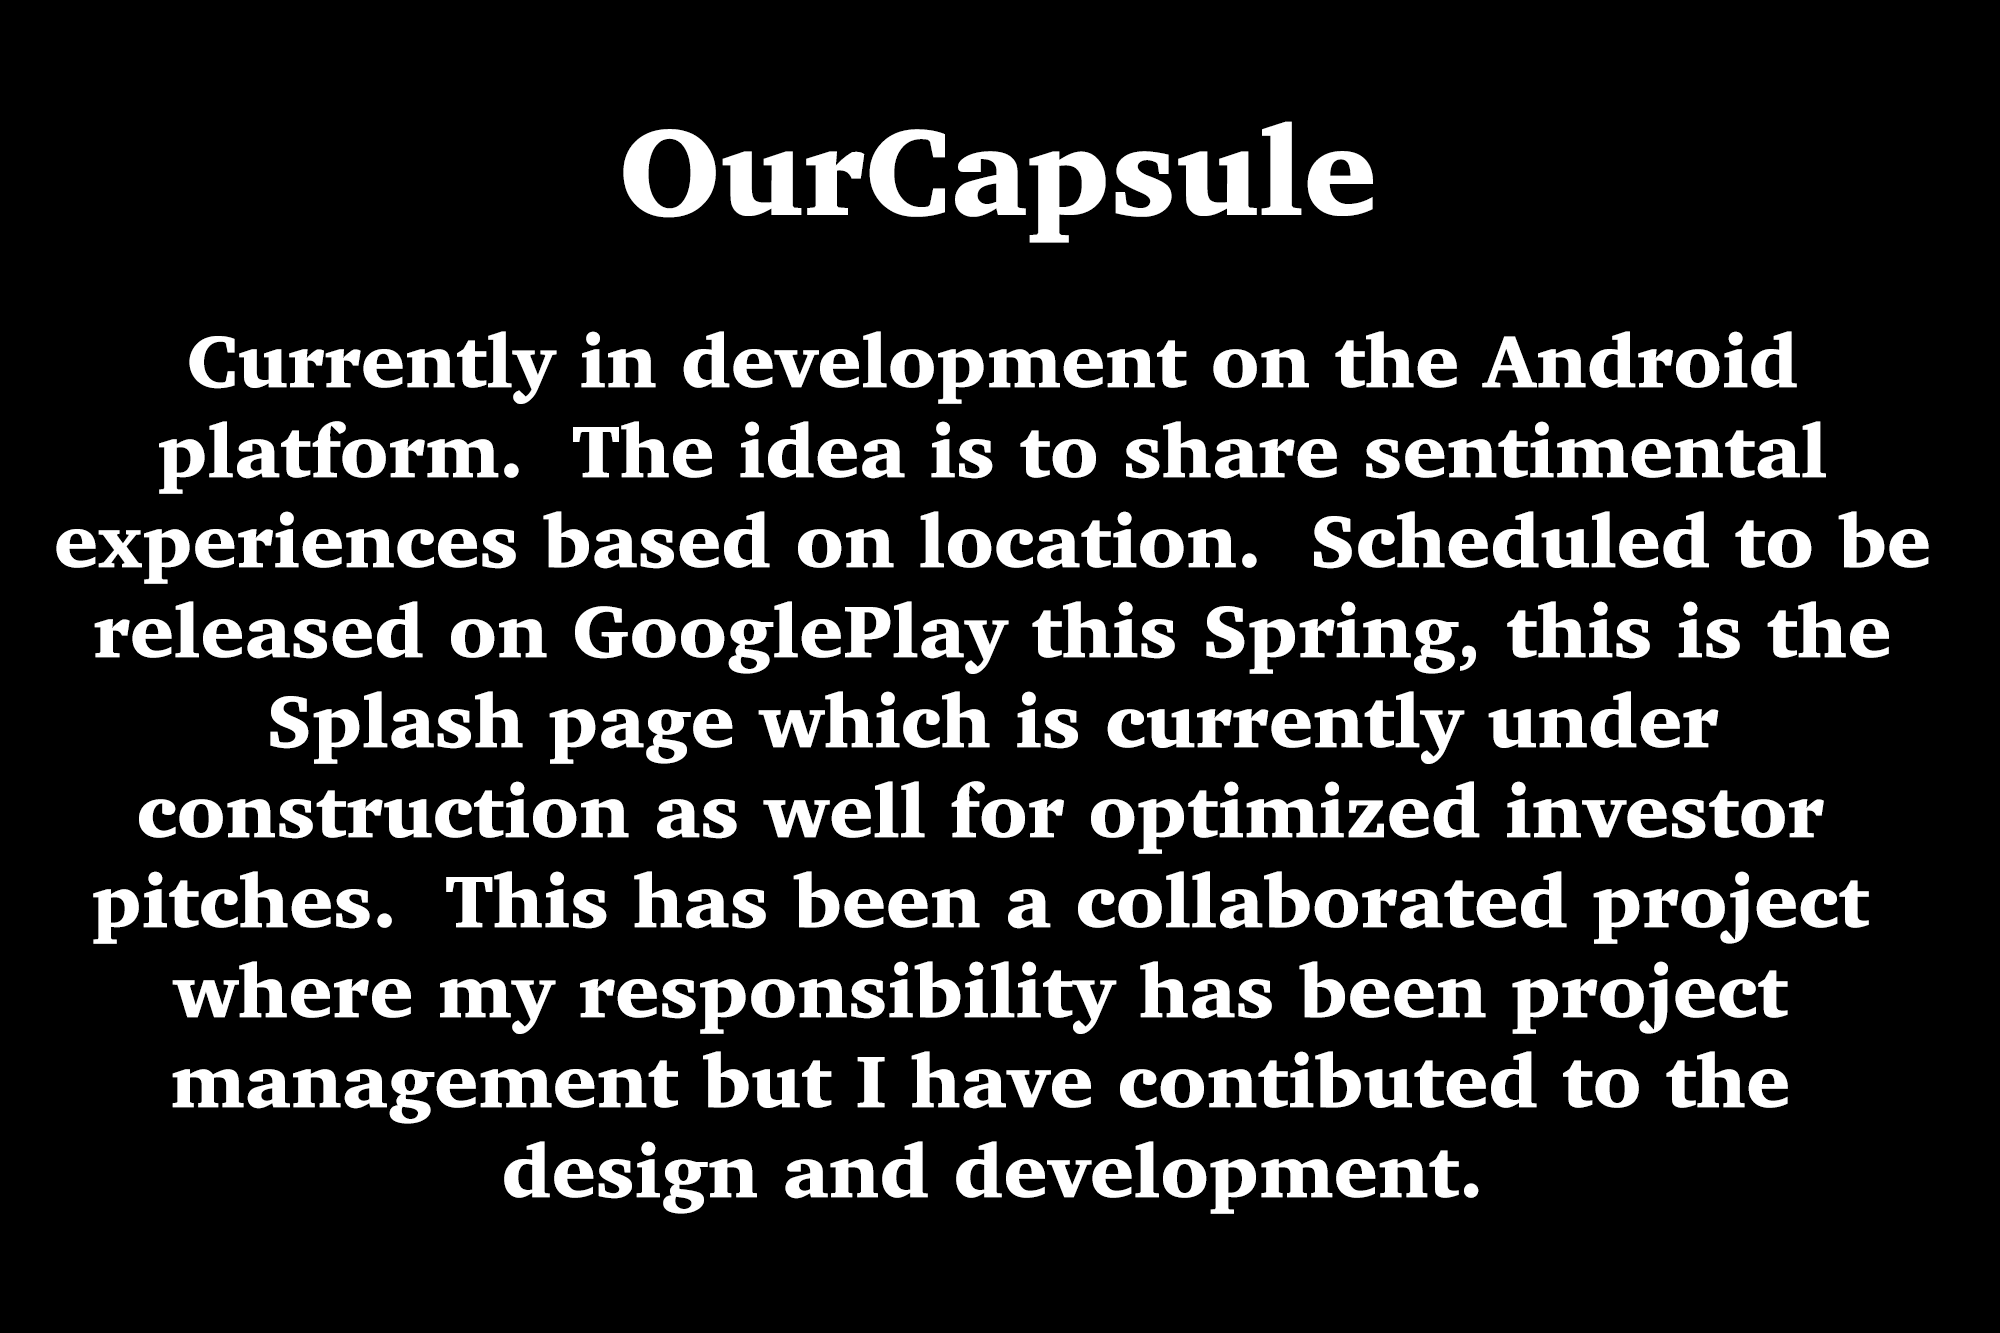 OurCapsule
Currently in development on the Android
platform.  The idea is to share sentimental
experiences based on location.  Scheduled to be
released on GooglePlay this Spring, this is the
Splash page which is currently under
construction as well for optimized investor
pitches.  This has been a collaborated project
where my responsibility has been project
management but I have contibuted to the
design and development.